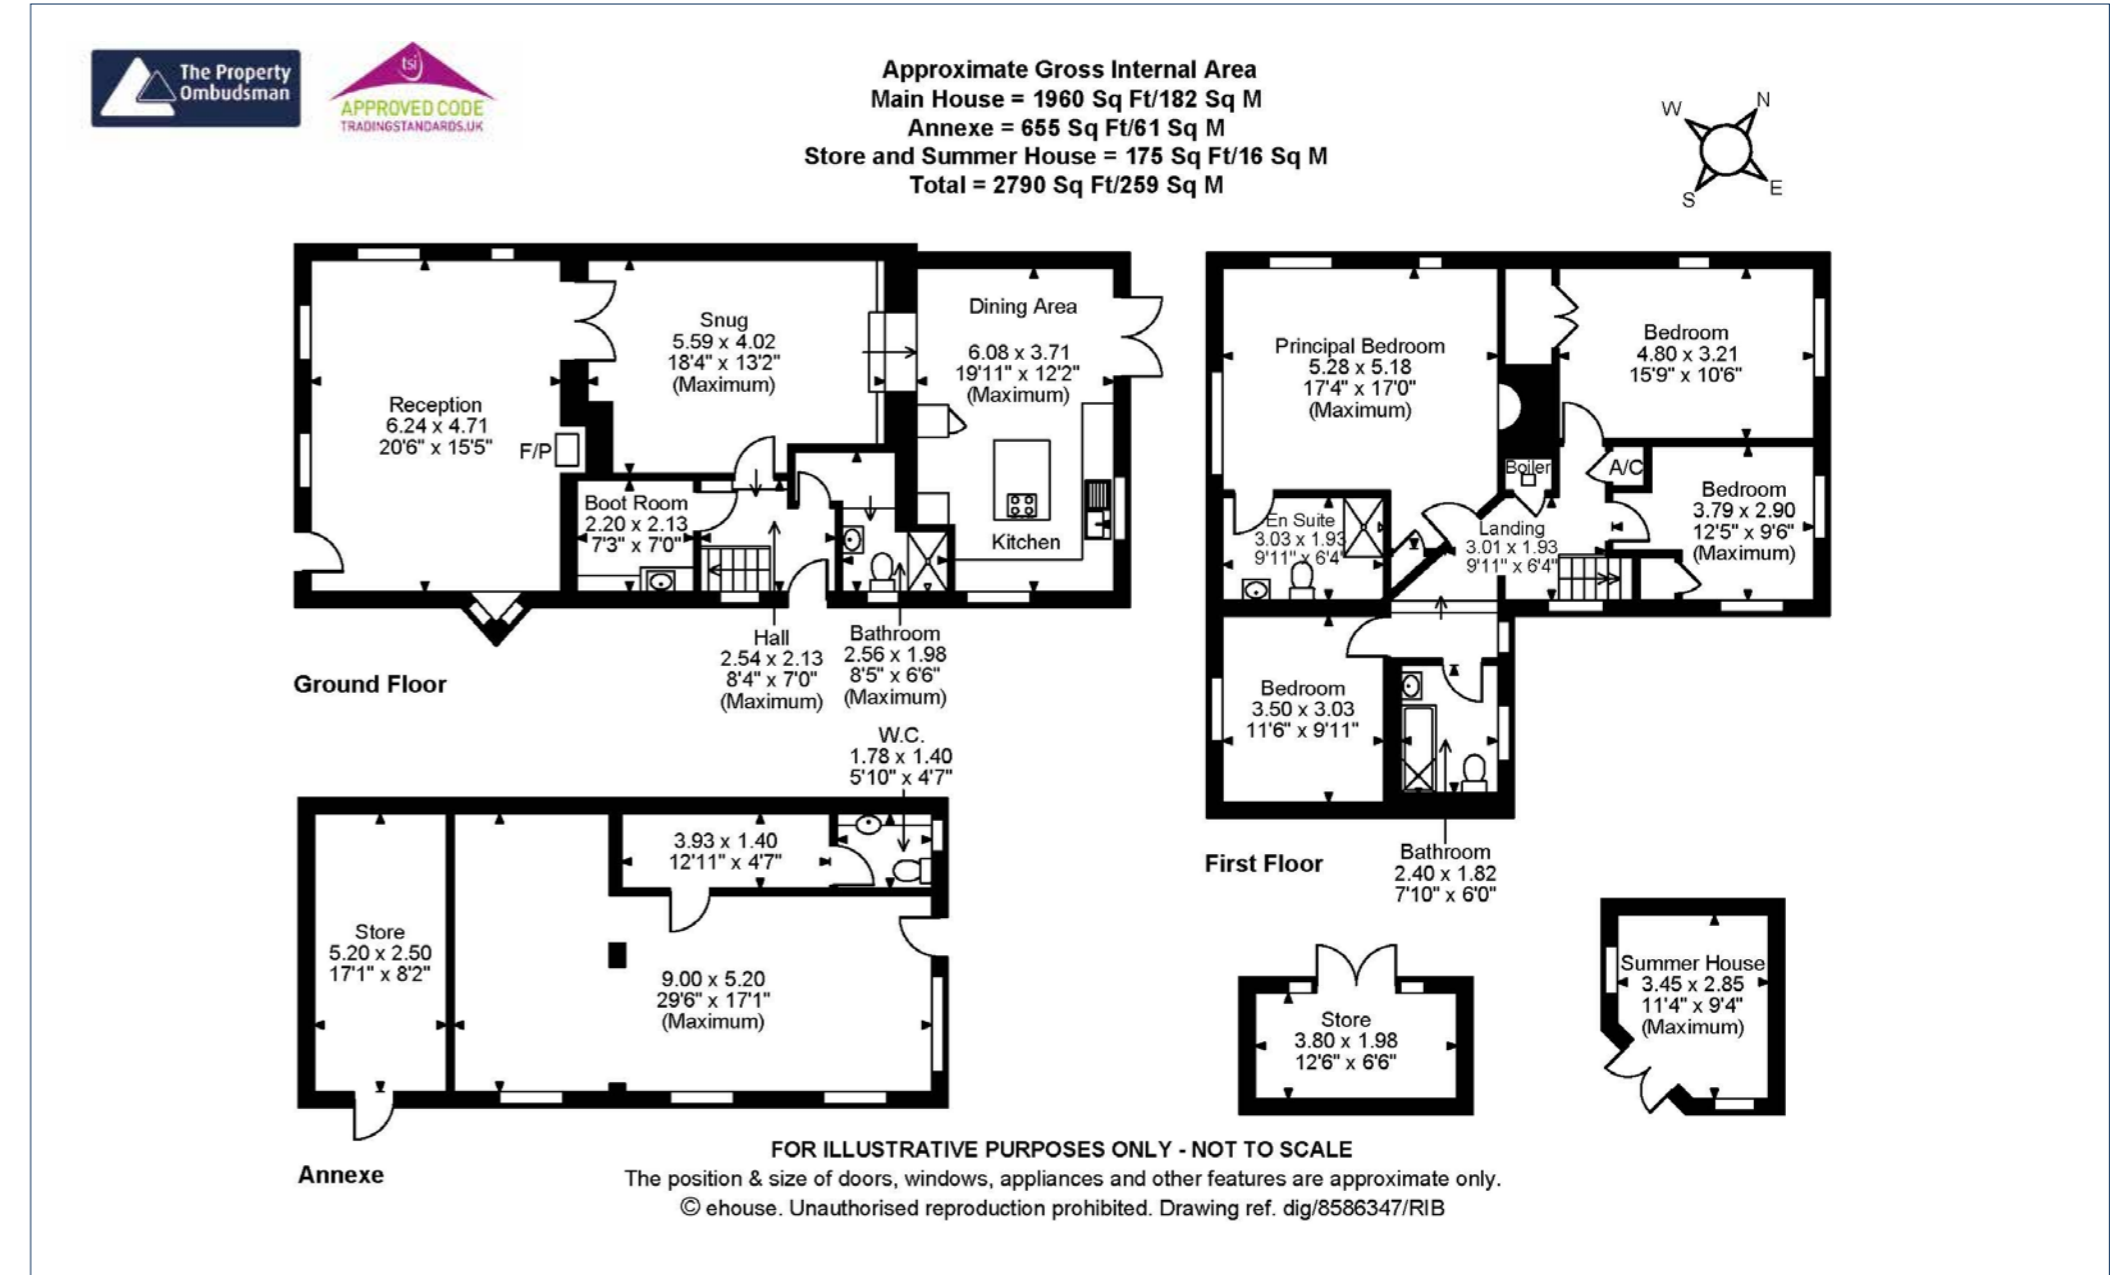 The Property
Ombudsman
tsi
APPROVED CODE
TRADINGSTANDARDS.UK
Approximate Gross Internal Area
Main House = 1960 Sq Ft/182 Sq M
Annexe = 655 Sq Ft/61 Sq M
Store and Summer House = 175 Sq Ft/16 Sq M
Total = 2790 Sq Ft/259 Sq M
W
N
S
E
Reception
6.24 x 4.71
20'6" x 15'5"
F/P
Snug
5.59 x 4.02
18'4" x 13'2"
(Maximum)
Dining Area
6.08 x 3.71
19'11" x 12'2"
(Maximum)
Kitchen
Boot Room
2.20 x 2.13
7'3" x 7'0"
Hall
2.54 x 2.13
8'4" x 7'0"
(Maximum)
Bathroom
2.56 x 1.98
8'5" x 6'6"
(Maximum)
Ground Floor
Principal Bedroom
5.28 x 5.18
17'4" x 17'0"
(Maximum)
Bedroom
4.80 x 3.21
15'9" x 10'6"
Boiler
A/C
Bedroom
3.79 x 2.90
12'5" x 9'6"
(Maximum)
En Suite
3.03 x 1.93
9'11" x 6'4"
Landing
3.01 x 1.93
9'11" x 6'4"
Bedroom
3.50 x 3.03
11'6" x 9'11"
Bathroom
2.40 x 1.82
7'10" x 6'0"
First Floor
W.C.
1.78 x 1.40
5'10" x 4'7"
3.93 x 1.40
12'11" x 4'7"
Store
5.20 x 2.50
17'1" x 8'2"
9.00 x 5.20
29'6" x 17'1"
(Maximum)
Annexe
Store
3.80 x 1.98
12'6" x 6'6"
Summer House
3.45 x 2.85
11'4" x 9'4"
(Maximum)
FOR ILLUSTRATIVE PURPOSES ONLY - NOT TO SCALE
The position & size of doors, windows, appliances and other features are approximate only.
© ehouse. Unauthorised reproduction prohibited. Drawing ref. dig/8586347/RIB